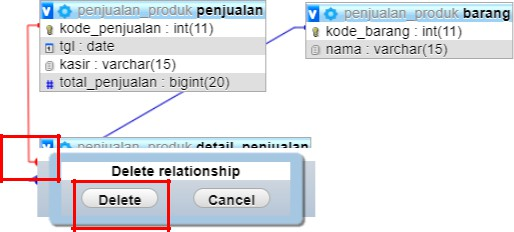 penjualan_produk penjualan
kode_penjualan : int(11)
tgl : date
kasir : varchar(15)
total_penjualan : bigint(20)
penjualan_produk barang
kode_barang : int(11)
nama : varchar(15)
penjualan_produk detail_penjualan
Delete relationship
Delete
Cancel